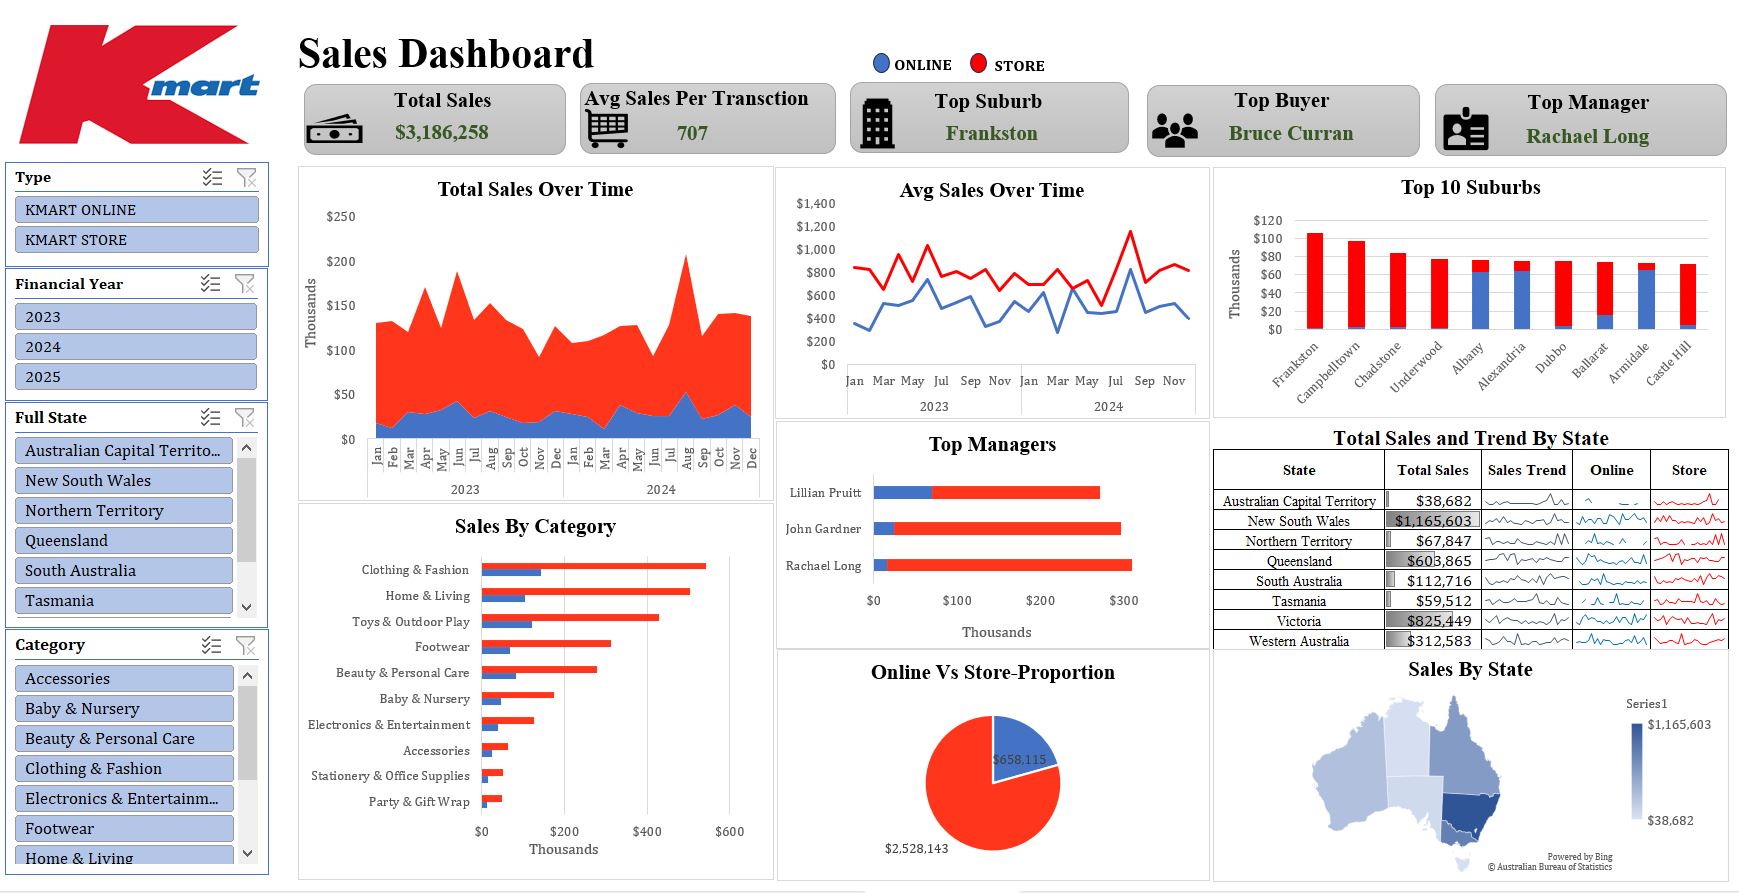 Kmart
Sales Dashboard
ONLINE
STORE
Total Sales
$3,186,258
Avg Sales Per Transction
707
Top Suburb
Frankston
Top Buyer
Bruce Curran
Top Manager
Rachael Long
Type
KMART ONLINE
KMART STORE
Financial Year
2023
2024
2025
Full State
Australian Capital Territo...
New South Wales
Northern Territory
Queensland
South Australia
Tasmania
Category
Accessories
Baby & Nursery
Beauty & Personal Care
Clothing & Fashion
Electronics & Entertainm...
Footwear
Home & Living
Total Sales Over Time
Thousands
$250
$200
$150
$100
$50
$0
Jan Feb Mar Apr May Jun Jul Aug Sep Oct Nov Dec Jan Feb Mar Apr May Jun Jul Aug Sep Oct Nov Dec
2023 2024
Avg Sales Over Time
$1,400
$1,200
$1,000
$800
$600
$400
$200
$0
Jan Mar May Jul Sep Nov Jan Mar May Jul Sep Nov
2023 2024
Top 10 Suburbs
Thousands
$120
$100
$80
$60
$40
$20
$0
Frankston Campbelltown Chadstone Underwood Albany Alexandria Dubbo Ballarat Armidale Castle Hill
Sales By Category
Clothing & Fashion
Home & Living
Toys & Outdoor Play
Footwear
Beauty & Personal Care
Baby & Nursery
Electronics & Entertainment
Accessories
Stationery & Office Supplies
Party & Gift Wrap
$0 $200 $400 $600
Thousands
Top Managers
Lillian Pruitt
John Gardner
Rachael Long
$0 $100 $200 $300
Thousands
Online Vs Store-Proportion
$658,115
$2,528,143
Total Sales and Trend By State
State Total Sales Sales Trend Online Store
Australian Capital Territory $38,682
New South Wales $1,165,603
Northern Territory $67,847
Queensland $603,865
South Australia $112,716
Tasmania $59,512
Victoria $825,449
Western Australia $312,583
Sales By State
Series1
$1,165,603
$38,682
Powered by Bing
© Australian Bureau of Statistics